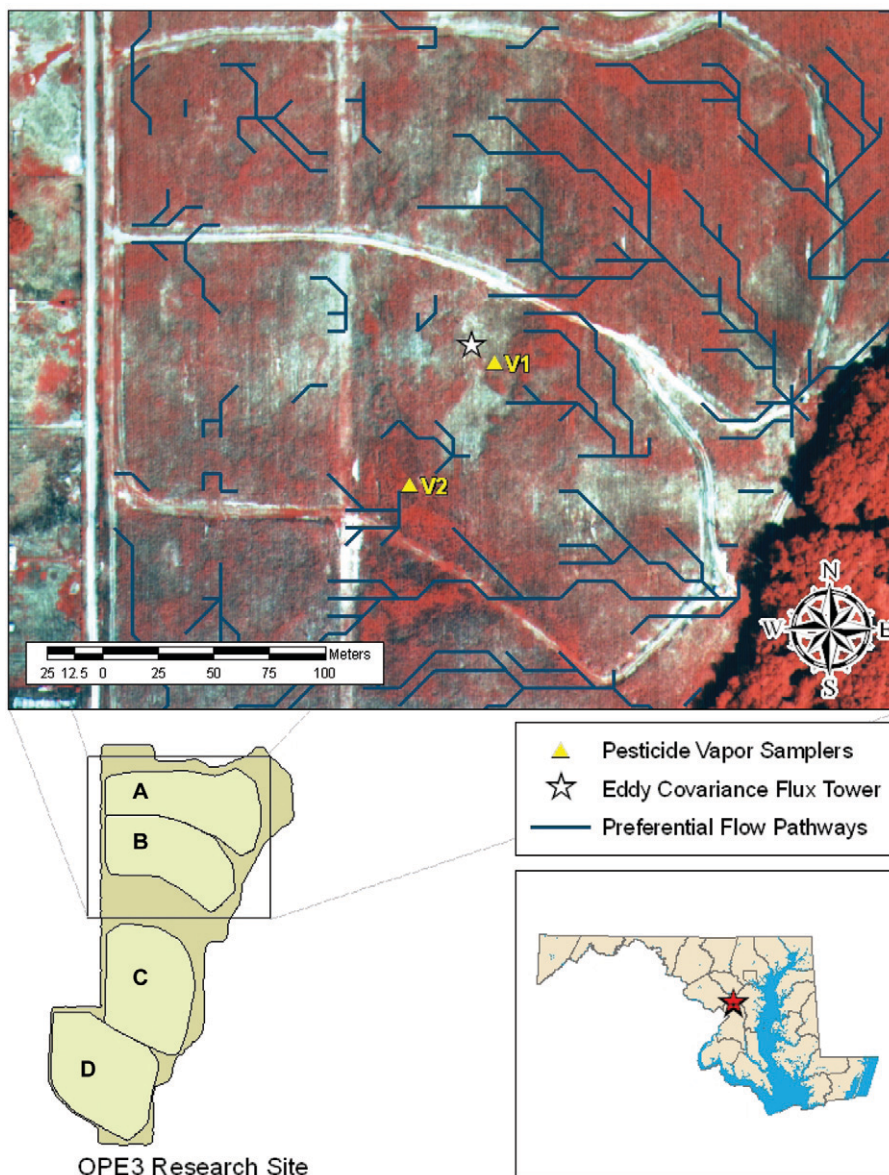 V1
V2
N
W E
S
Meters
25 12.5 0 25 50 75 100
Pesticide Vapor Samplers
Eddy Covariance Flux Tower
Preferential Flow Pathways
A
B
C
D
OPE3 Research Site